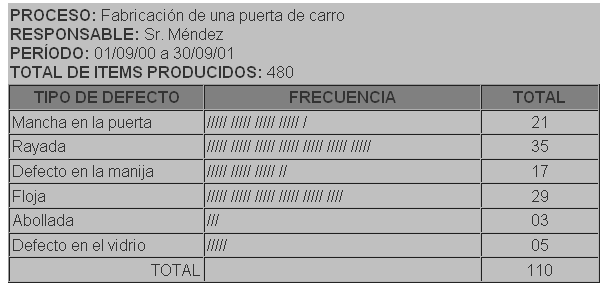 PROCESO: Fabricación de una puerta de carro
RESPONSABLE: Sr. Méndez
PERÍODO: 01/09/00 a 30/09/01
TOTAL DE ITEMS PRODUCIDOS: 480
TIPO DE DEFECTO FRECUENCIA TOTAL
Mancha en la puerta ///// ///// ///// ///// / 21
Rayada ///// ///// ///// ///// ///// ///// ///// 35
Defecto en la manija ///// ///// ///// // 17
Floja ///// ///// ///// ///// ///// //// 29
Abollada /// 03
Defecto en el vidrio ///// 05
TOTAL 110